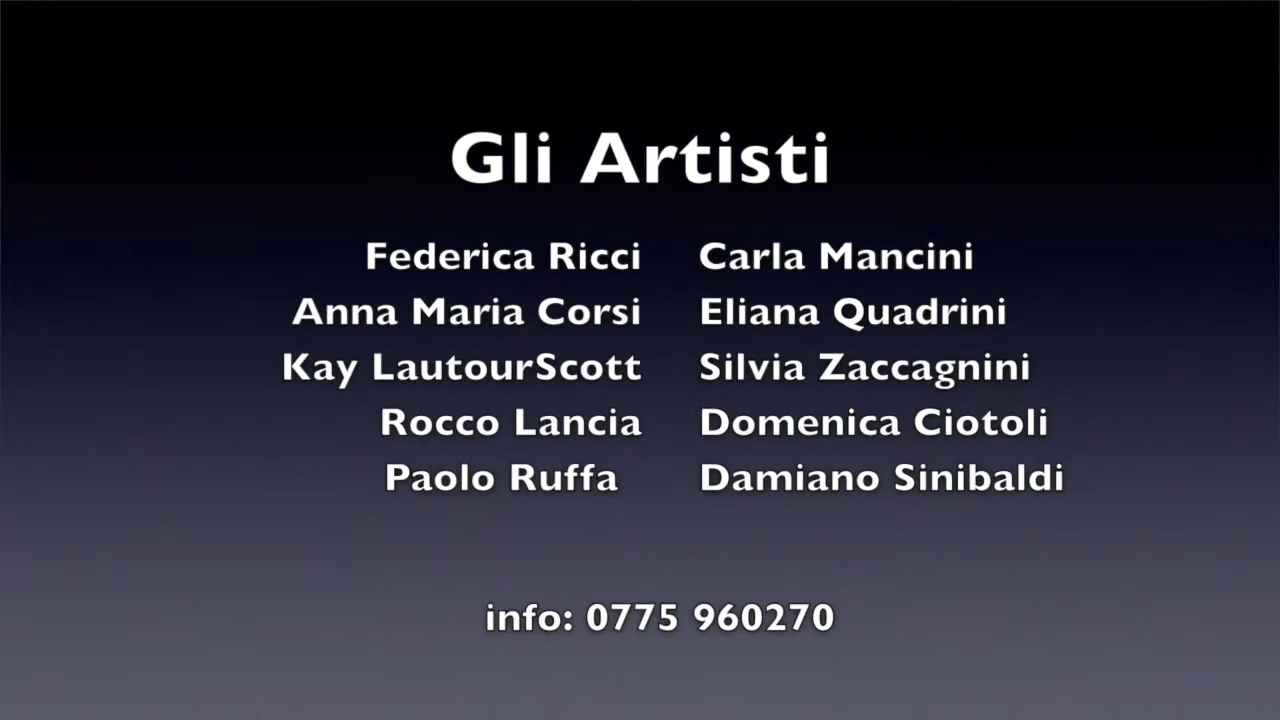 Gli Artisti
Federica Ricci Carla Mancini
Anna Maria Corsi Eliana Quadrini
Kay LautourScott Silvia Zaccagnini
Rocco Lancia Domenica Ciotoli
Paolo Ruffa Damiano Sinibaldi
info: 0775 960270